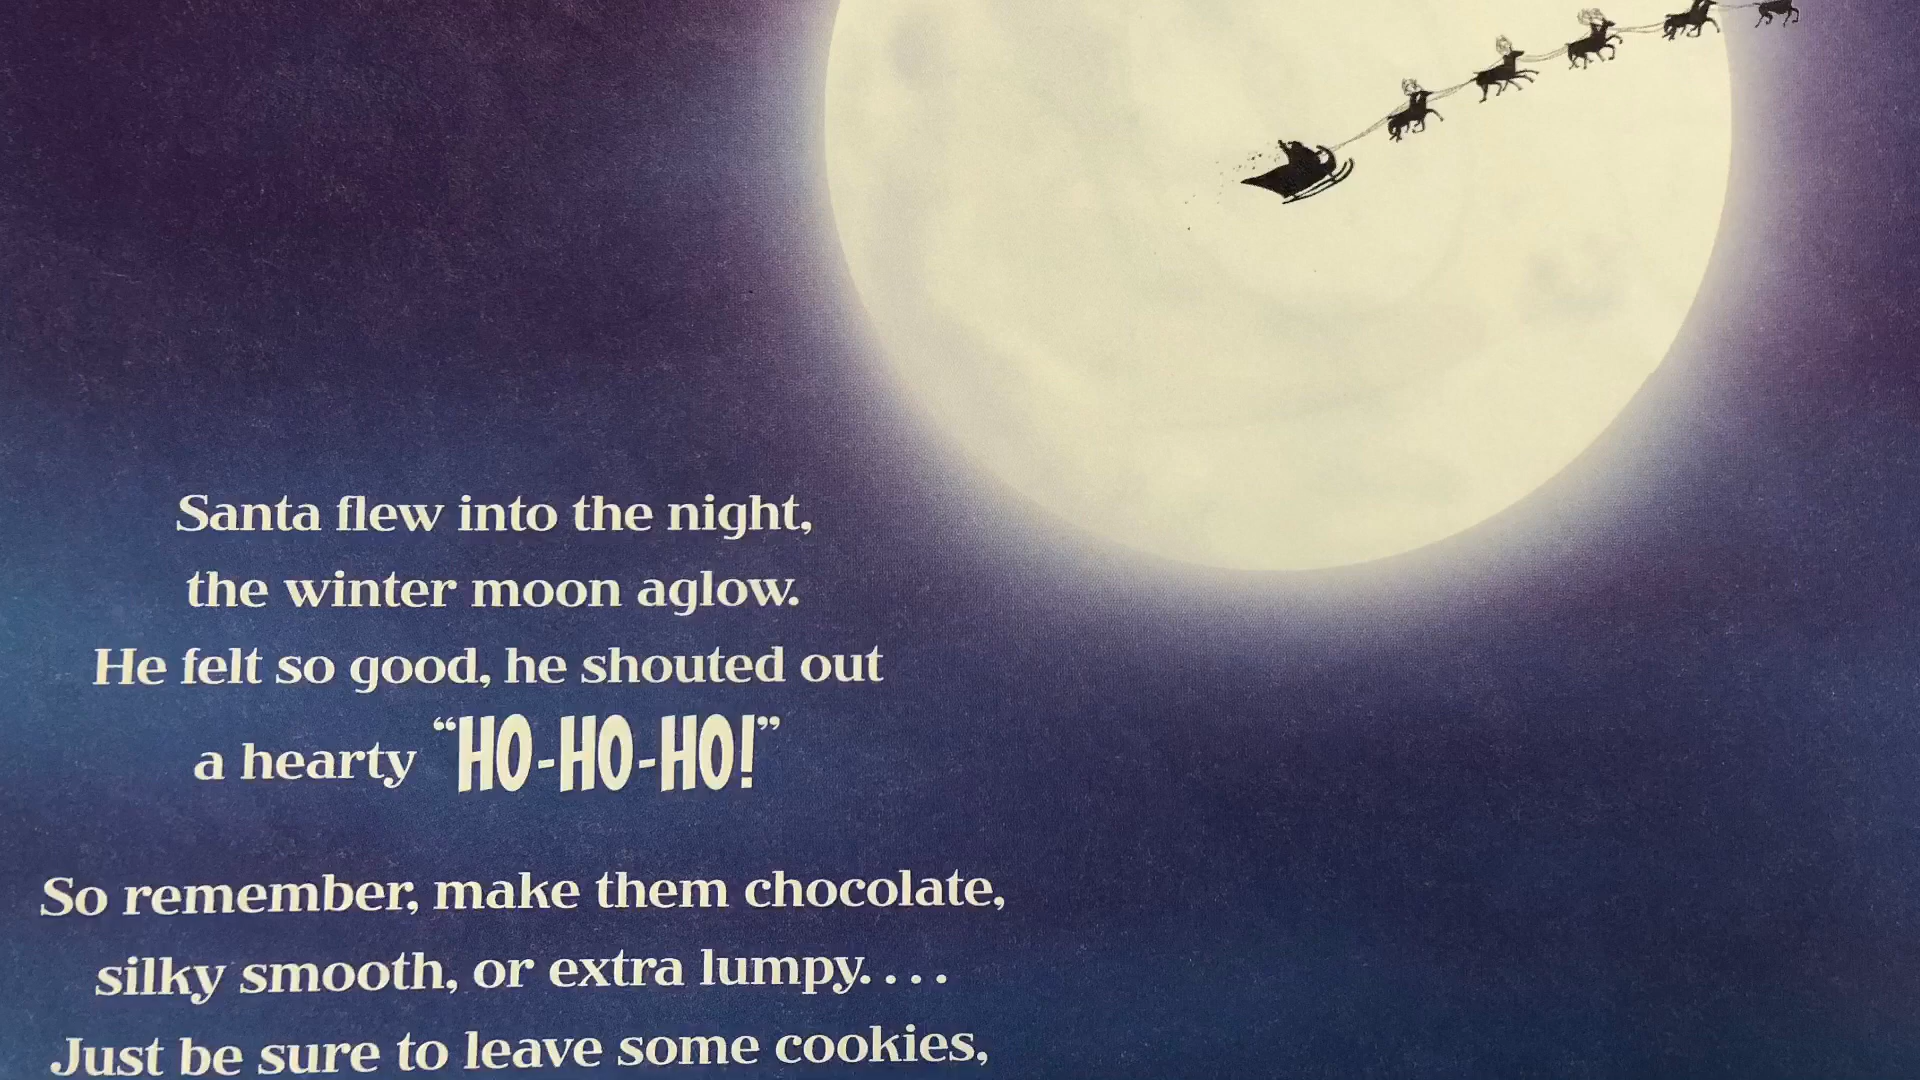 Santa flew into the night,
the winter moon aglow.
He felt so good, he shouted out
a hearty “HO-HO-HO!”
So remember, make them chocolate,
silky smooth, or extra lumpy. . . .
Just be sure to leave some cookies,